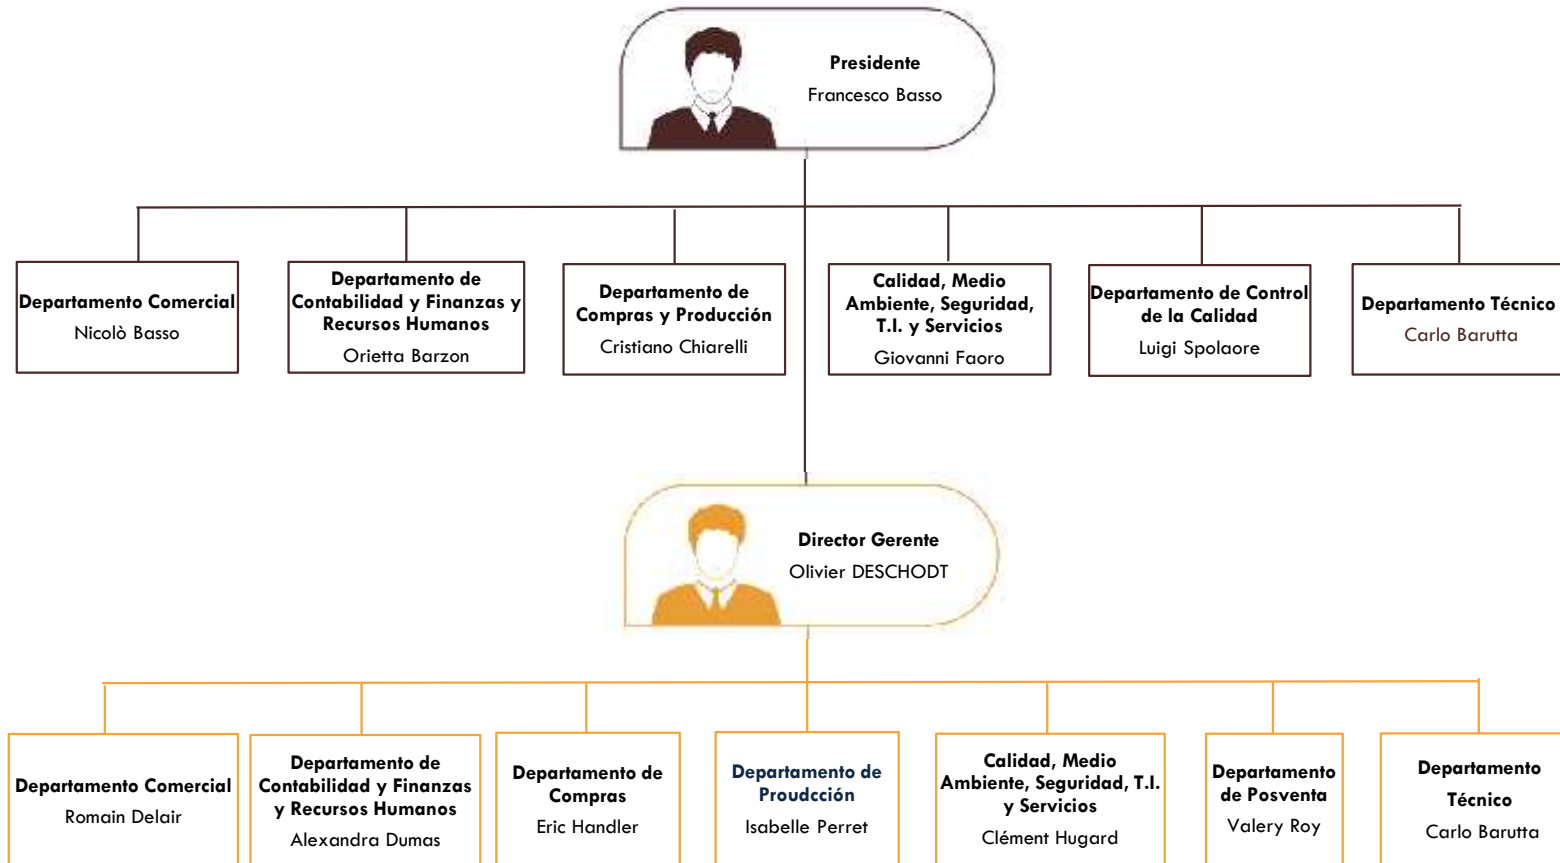 Presidente
Francesco Basso
Departamento Comercial
Nicolò Basso
Departamento de
Contabilidad y Finanzas y
Recursos Humanos
Orietta Barzon
Departamento de
Compras y Producción
Cristiano Chiarelli
Calidad, Medio
Ambiente, Seguridad,
T.I. y Servicios
Giovanni Faoro
Departamento de Control
de la Calidad
Luigi Spolaore
Departamento Técnico
Carlo Barutta
Director Gerente
Olivier DESCHODT
Departamento Comercial
Romain Delair
Departamento de
Contabilidad y Finanzas
y Recursos Humanos
Alexandra Dumas
Departamento de
Compras
Eric Handler
Departamento de
Proudcción
Isabelle Perret
Calidad, Medio
Ambiente, Seguridad, T.I.
y Servicios
Clément Hugard
Departamento
de Posventa
Valery Roy
Departamento
Técnico
Carlo Barutta